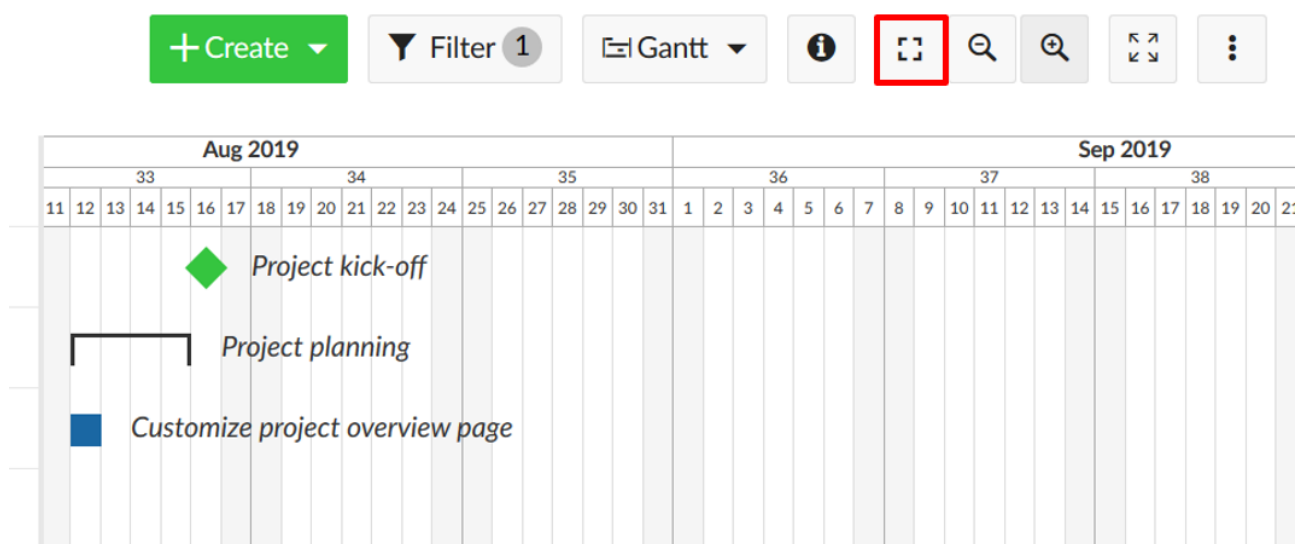 Create Filter 1 Gantt
Aug 2019 Sep 2019
33 34 35 36 37 38
11 12 13 14 15 16 17 18 19 20 21 22 23 24 25 26 27 28 29 30 31 1 2 3 4 5 6 7 8 9 10 11 12 13 14 15 16 17 18 19 20 21
Project kick-off
Project planning
Customize project overview page